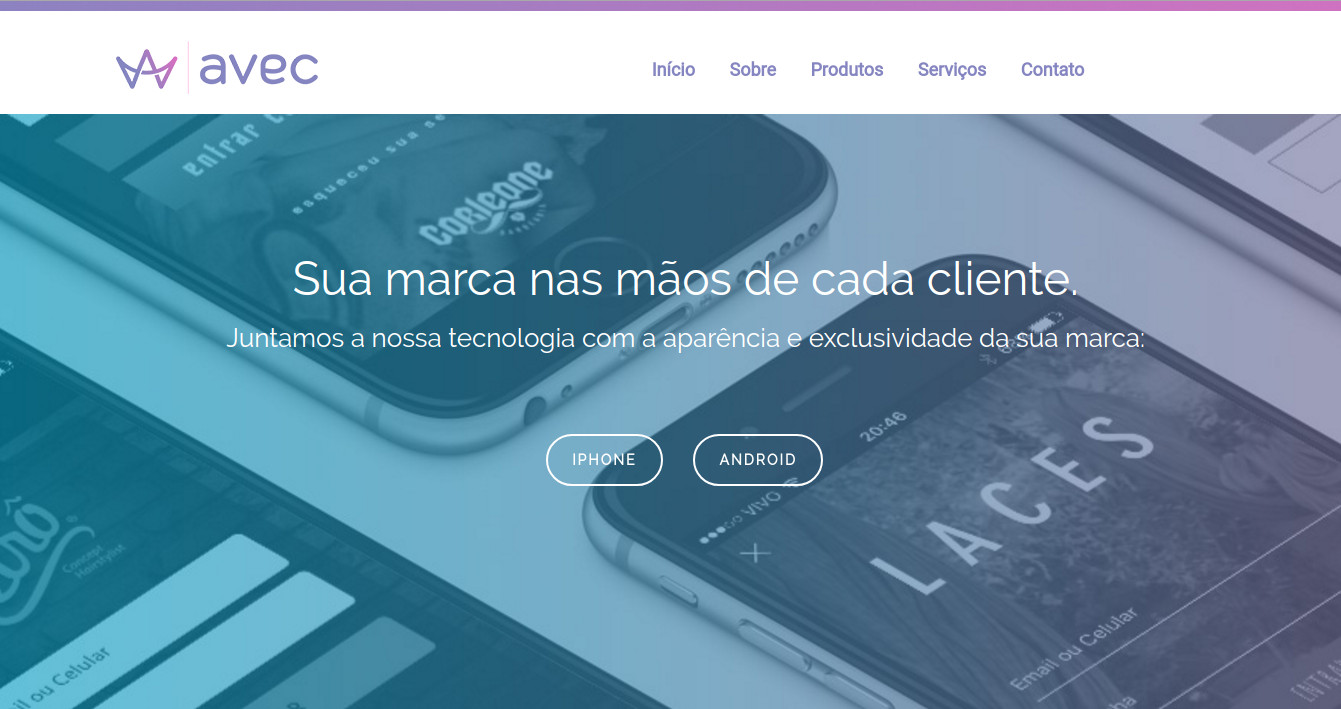 avec
Início Sobre Produtos Serviços Contato
entrar
esqueceu sua se
Corleone
BARBEARIA
Sua marca nas mãos de cada cliente.
Juntamos a nossa tecnologia com a aparência e exclusividade da sua marca:
20:46
IPHONE ANDROID
VIVO
LACES
Concept
Hairstylist
Email ou Celular
il ou Celular